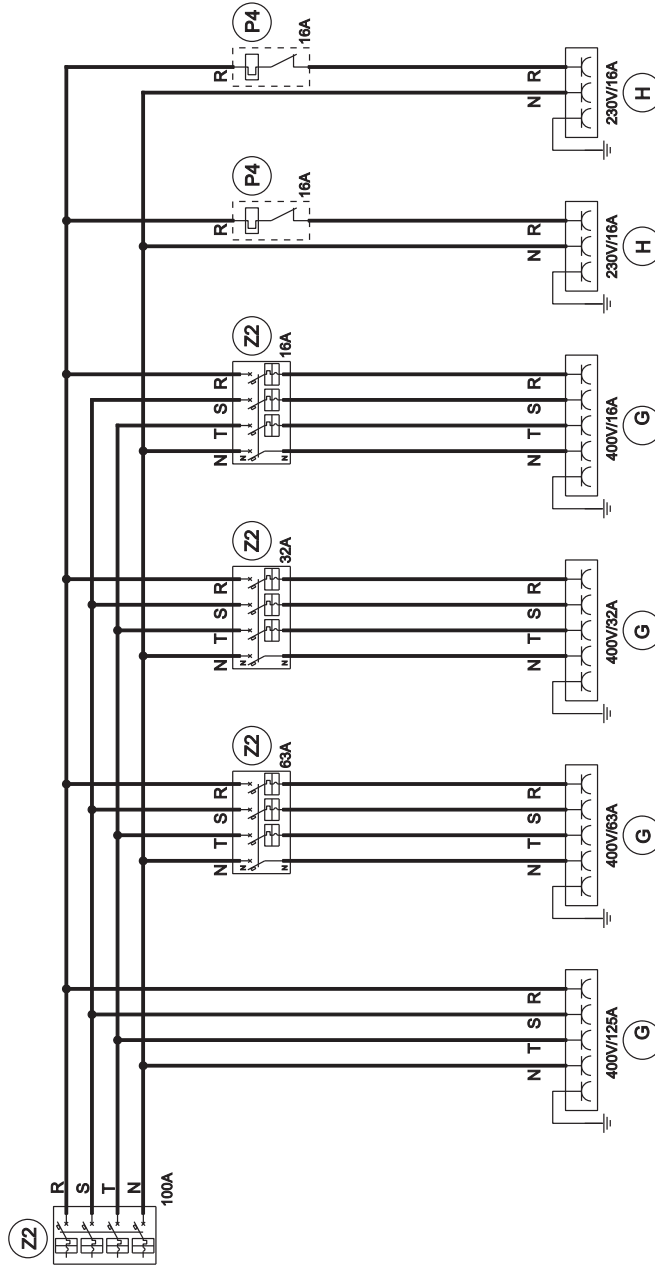 Z2
R
S
T
N
100A
Z2
63A
N T S R
N
N
Z2
32A
N T S R
N
N
Z2
16A
N T S R
N
N
P4
16A
R
P4
16A
R
N T S R
400V/125A
G
N T S R
400V/63A
G
N T S R
400V/32A
G
N T S R
400V/16A
G
N R
230V/16A
H
N R
230V/16A
H